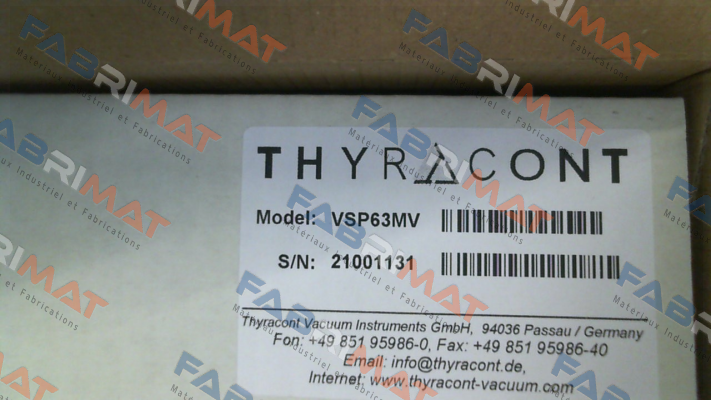 THYRACONT
Model: VSP63MV
S/N: 21001131
Thyracont Vacuum Instruments GmbH, 94036 Passau / Germany
Fon: +49 851 95986-0, Fax: +49 851 95986-40
Email: info@thyracont.de,
Internet: www.thyracont-vacuum.com
FABRIMAT
Matériaux Industriel et Fabrications